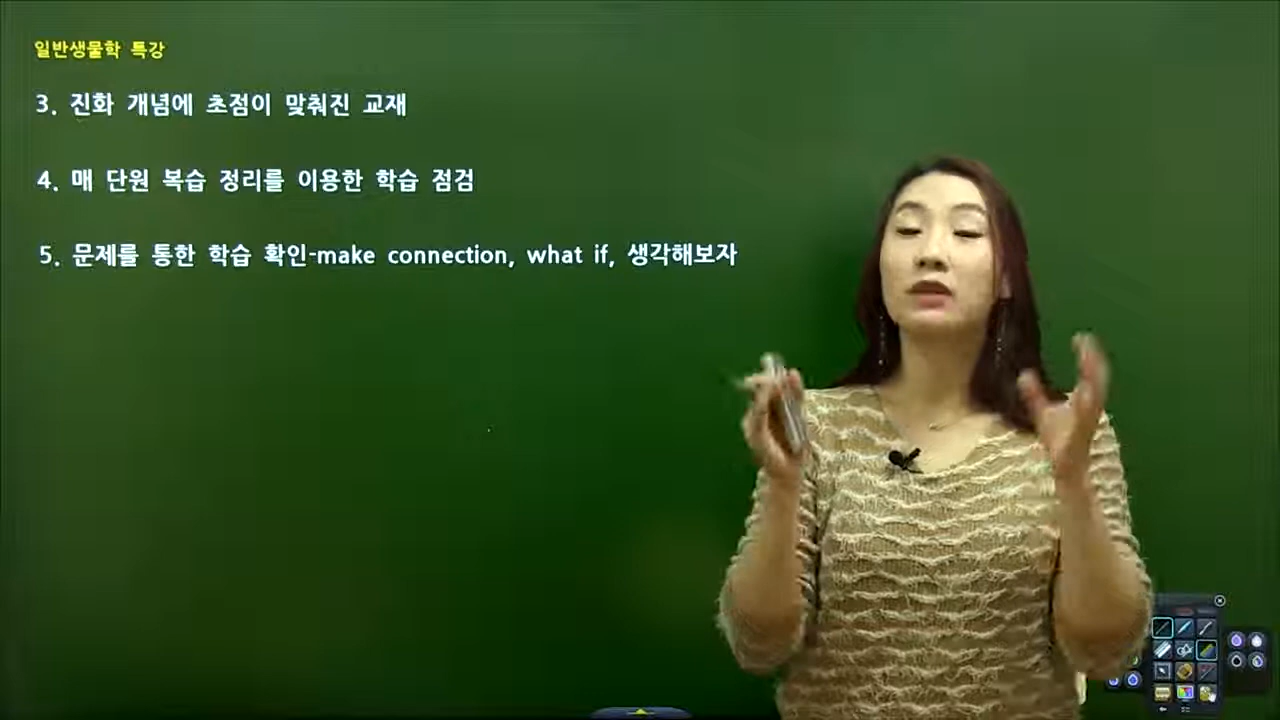 일반생물학 특강
3. 진화 개념에 초점이 맞춰진 교재
4. 매 단원 복습 정리를 이용한 학습 점검
5. 문제를 통한 학습 확인-make connection, what if, 생각해보자